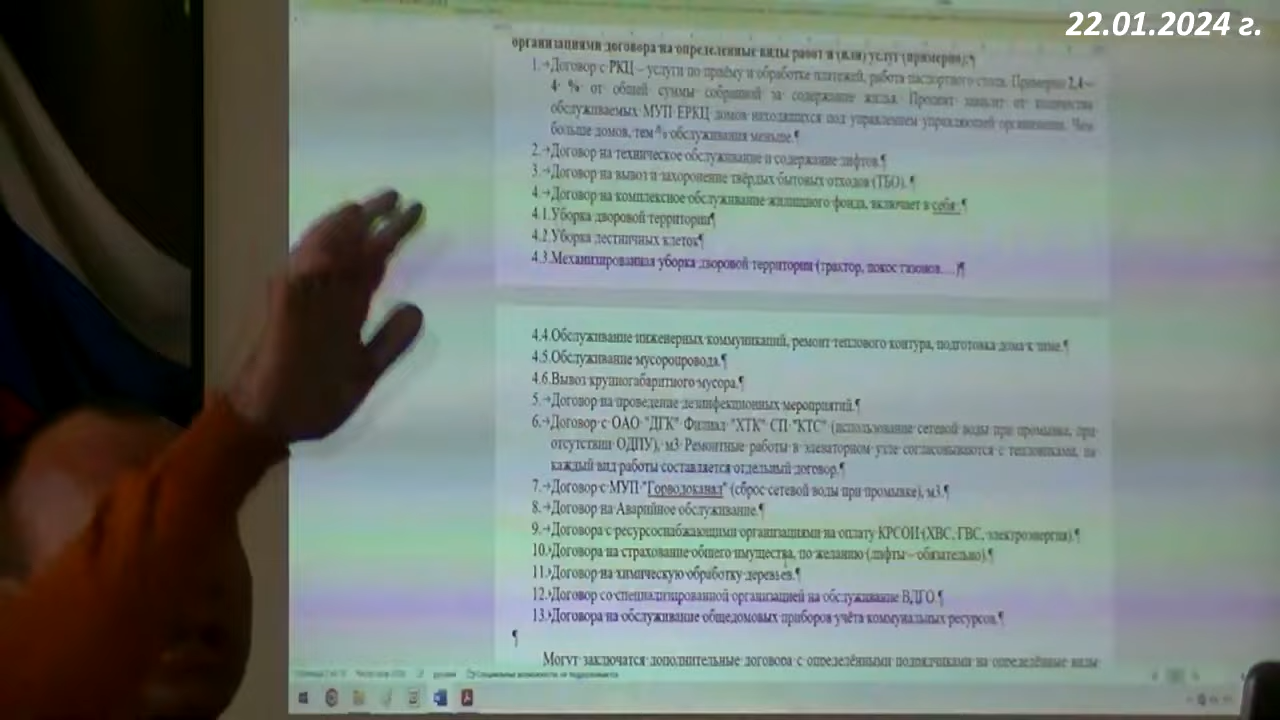 22.01.2024 г.
организациями договора на определенные виды работ и (или) услуг (примерно):¶
1.→Договор с РКЦ – услуги по приёму и обработке платежей, работа паспортного стола. Примерно 2,4 –
4 % от общей суммы собранной за содержание жилья. Процент зависит от количества
обслуживаемых МУП ЕРКЦ домов находящихся под управлением управляющей организации. Чем
больше домов, тем % обслуживания меньше.¶
2.→Договор на техническое обслуживание и содержание лифтов.¶
3.→Договор на вывоз и захоронение твёрдых бытовых отходов (ТБО).¶
4.→Договор на комплексное обслуживание жилищного фонда, включает в себя:¶
4.1.Уборка дворовой территории¶
4.2.Уборка лестничных клеток¶
4.3.Механизированная уборка дворовой территории (трактор, покос газонов…)¶
4.4.Обслуживание инженерных коммуникаций, ремонт теплового контура, подготовка дома к зиме.¶
4.5.Обслуживание мусоропровода.¶
4.6.Вывоз крупногабаритного мусора.¶
5.→Договор на проведение дезинфекционных мероприятий.¶
6.→Договор с ОАО "ДГК" Филиал "ХТК" СП "КТС" (использование сетевой воды при промывке, при
отсутствии ОДПУ), м3 Ремонтные работы в элеваторном узле согласовываются с тепловиками, на
каждый вид работы составляется отдельный договор.¶
7.→Договор с МУП "Горводоканал" (сброс сетевой воды при промывке), м3.¶
8.→Договор на Аварийное обслуживание.¶
9.→Договора с ресурсоснабжающими организациями на оплату КРСОИ (ХВС, ГВС, электроэнергия).¶
10.→Договора на страхование общего имущества, по желанию (лифты – обязательно).¶
11.→Договор на химическую обработку деревьев.¶
12.→Договор со специализированной организацией на обслуживание ВДГО.¶
13.→Договора на обслуживание общедомовых приборов учёта коммунальных ресурсов.¶
¶
Могут заключатся дополнительные договора с определёнными подрядчиками на определённые виды